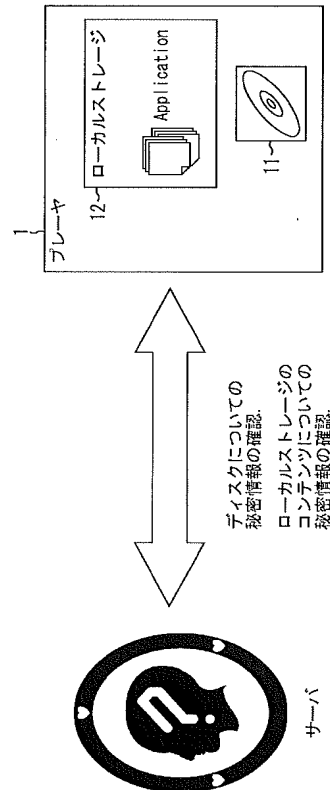 1
プレーヤ
12
ローカルストレージ
Application
11
ディスクについての
秘密情報の確認.
ローカルストレージの
コンテンツについての
秘密情報の確認.
サーバ